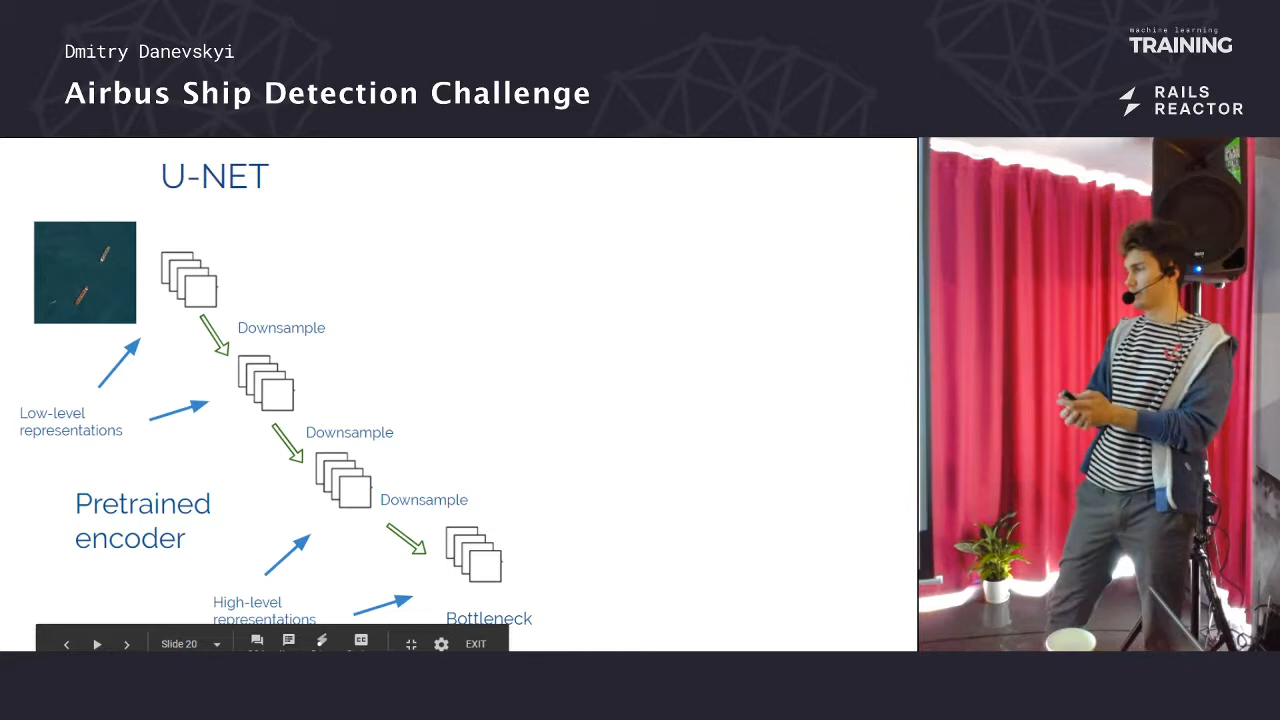 Dmitry Danevskyi
Airbus Ship Detection Challenge
machine learning
TRAINING
RAILS
REACTOR
U-NET
Downsample
Low-level
representations
Downsample
Pretrained
encoder
Downsample
High-level
representations
Bottleneck
Slide 20
EXIT